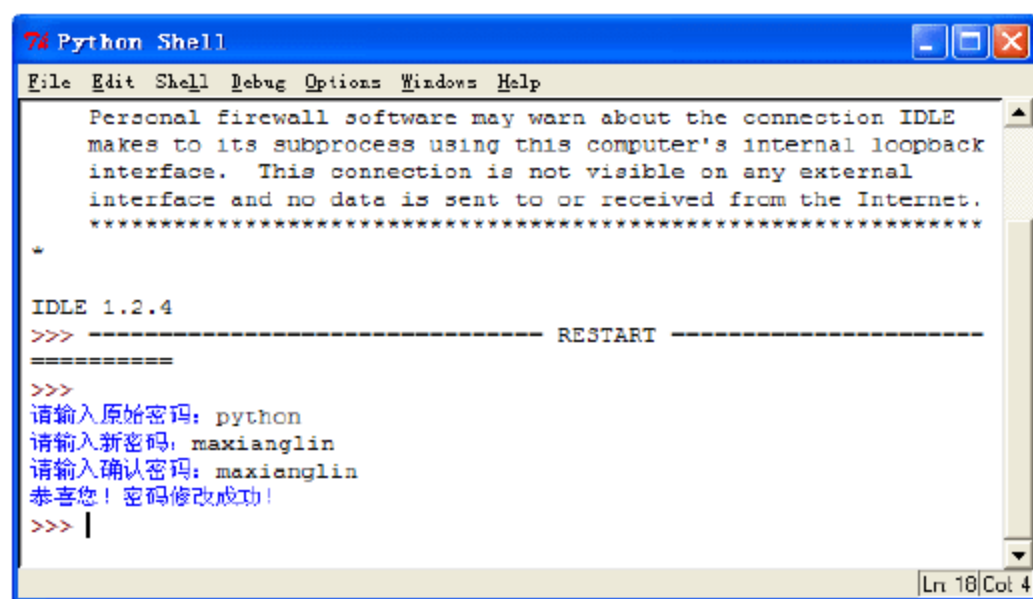 Python Shell
File Edit Shell Debug Options Windows Help
Personal firewall software may warn about the connection IDLE
makes to its subprocess using this computer's internal loopback
interface.  This connection is not visible on any external
interface and no data is sent to or received from the Internet.
***************************************************************
*
IDLE 1.2.4
>>> ================================ RESTART ======================
==========
>>>
请输入原始密码：python
请输入新密码：maxianglin
请输入确认密码：maxianglin
恭喜您！密码修改成功！
>>>
Ln: 18 Col: 4